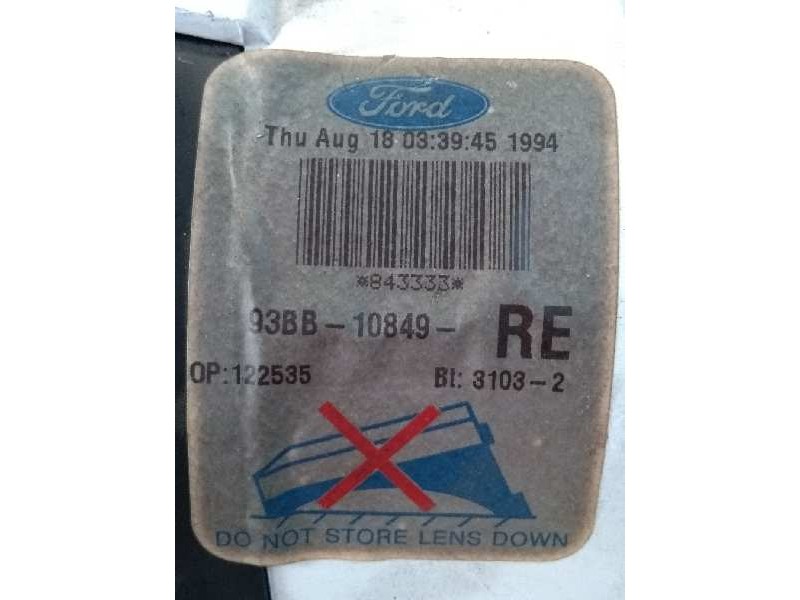 Ford
Thu Aug 18 03:39:45 1994
*843333*
93BB-10849- RE
OP:122535 BI: 3103-2
DO NOT STORE LENS DOWN